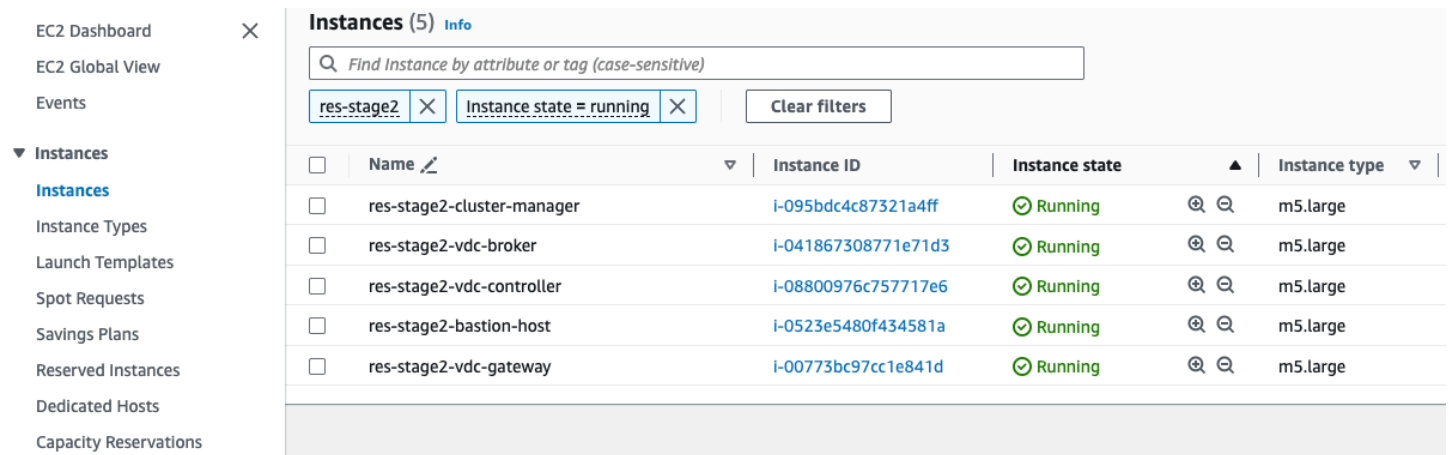 EC2 Dashboard
EC2 Global View
Events
Instances
Instances
Instance Types
Launch Templates
Spot Requests
Savings Plans
Reserved Instances
Dedicated Hosts
Capacity Reservations
Instances (5) Info
Find Instance by attribute or tag (case-sensitive)
res-stage2 Instance state = running Clear filters
Name Instance ID Instance state Instance type
res-stage2-cluster-manager i-095bdc4c87321a4ff Running m5.large
res-stage2-vdc-broker i-041867308771e71d3 Running m5.large
res-stage2-vdc-controller i-08800976c757717e6 Running m5.large
res-stage2-bastion-host i-0523e5480f434581a Running m5.large
res-stage2-vdc-gateway i-00773bc97cc1e841d Running m5.large